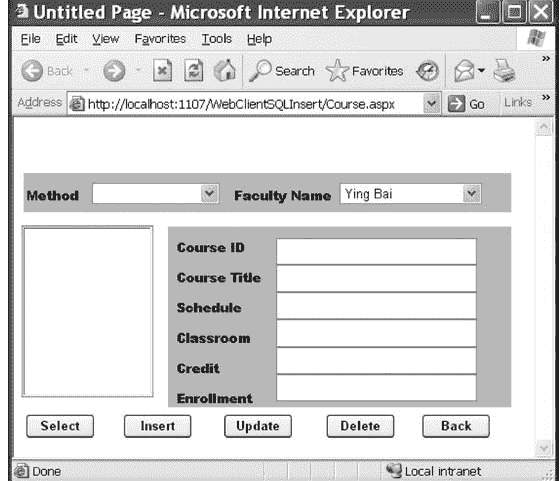 Untitled Page - Microsoft Internet Explorer
File Edit View Favorites Tools Help
Back Search Favorites »
Address http://localhost:1107/WebClientSQLInsert/Course.aspx Go Links »
Method Faculty Name Ying Bai
Course ID
Course Title
Schedule
Classroom
Credit
Enrollment
Select Insert Update Delete Back
Done Local intranet